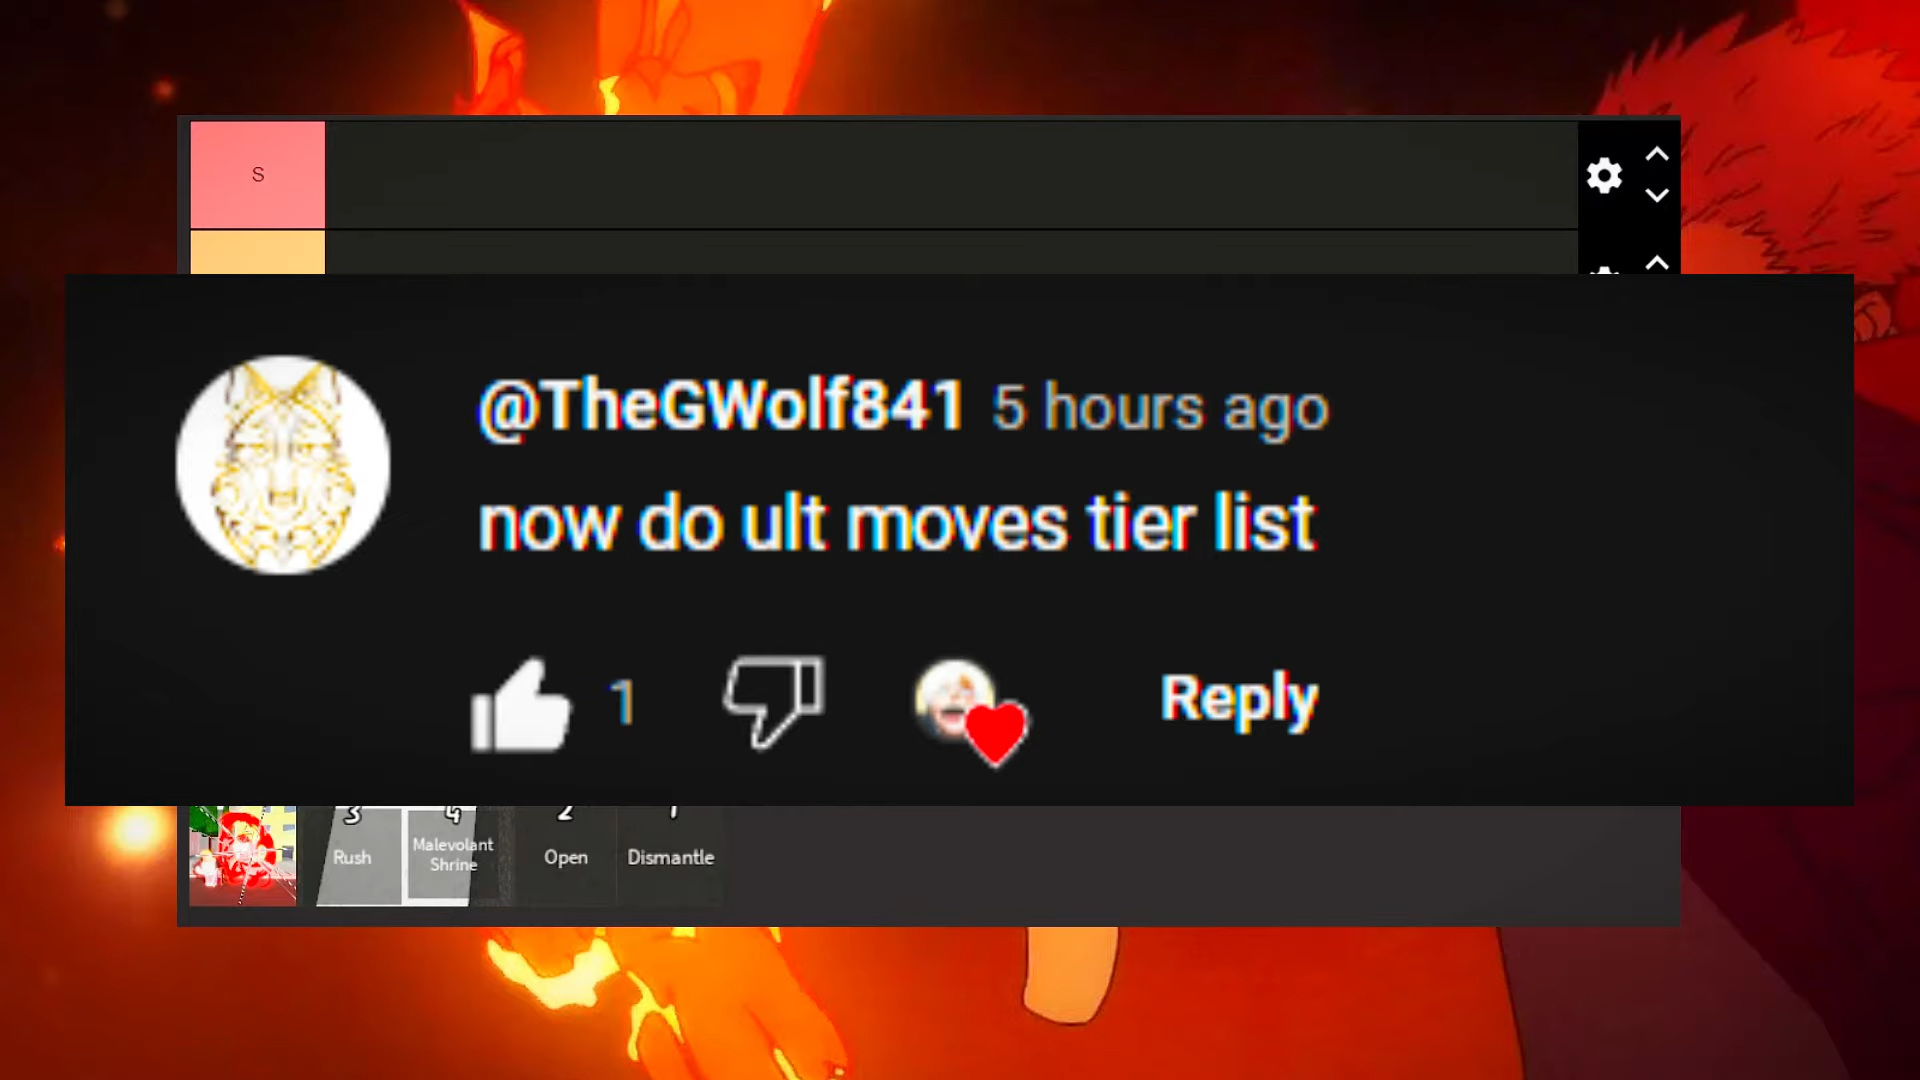 S
@TheGWolf841 5 hours ago
now do ult moves tier list
1
Reply
3 4 2
Rush
Malevolant
Shrine
Open
Dismantle